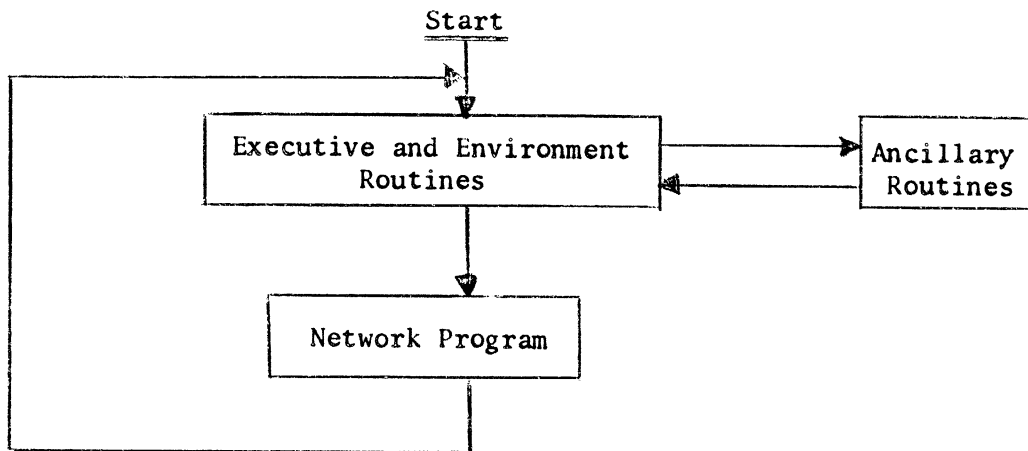 Start
Executive and Environment
Routines
Ancillary
Routines
Network Program